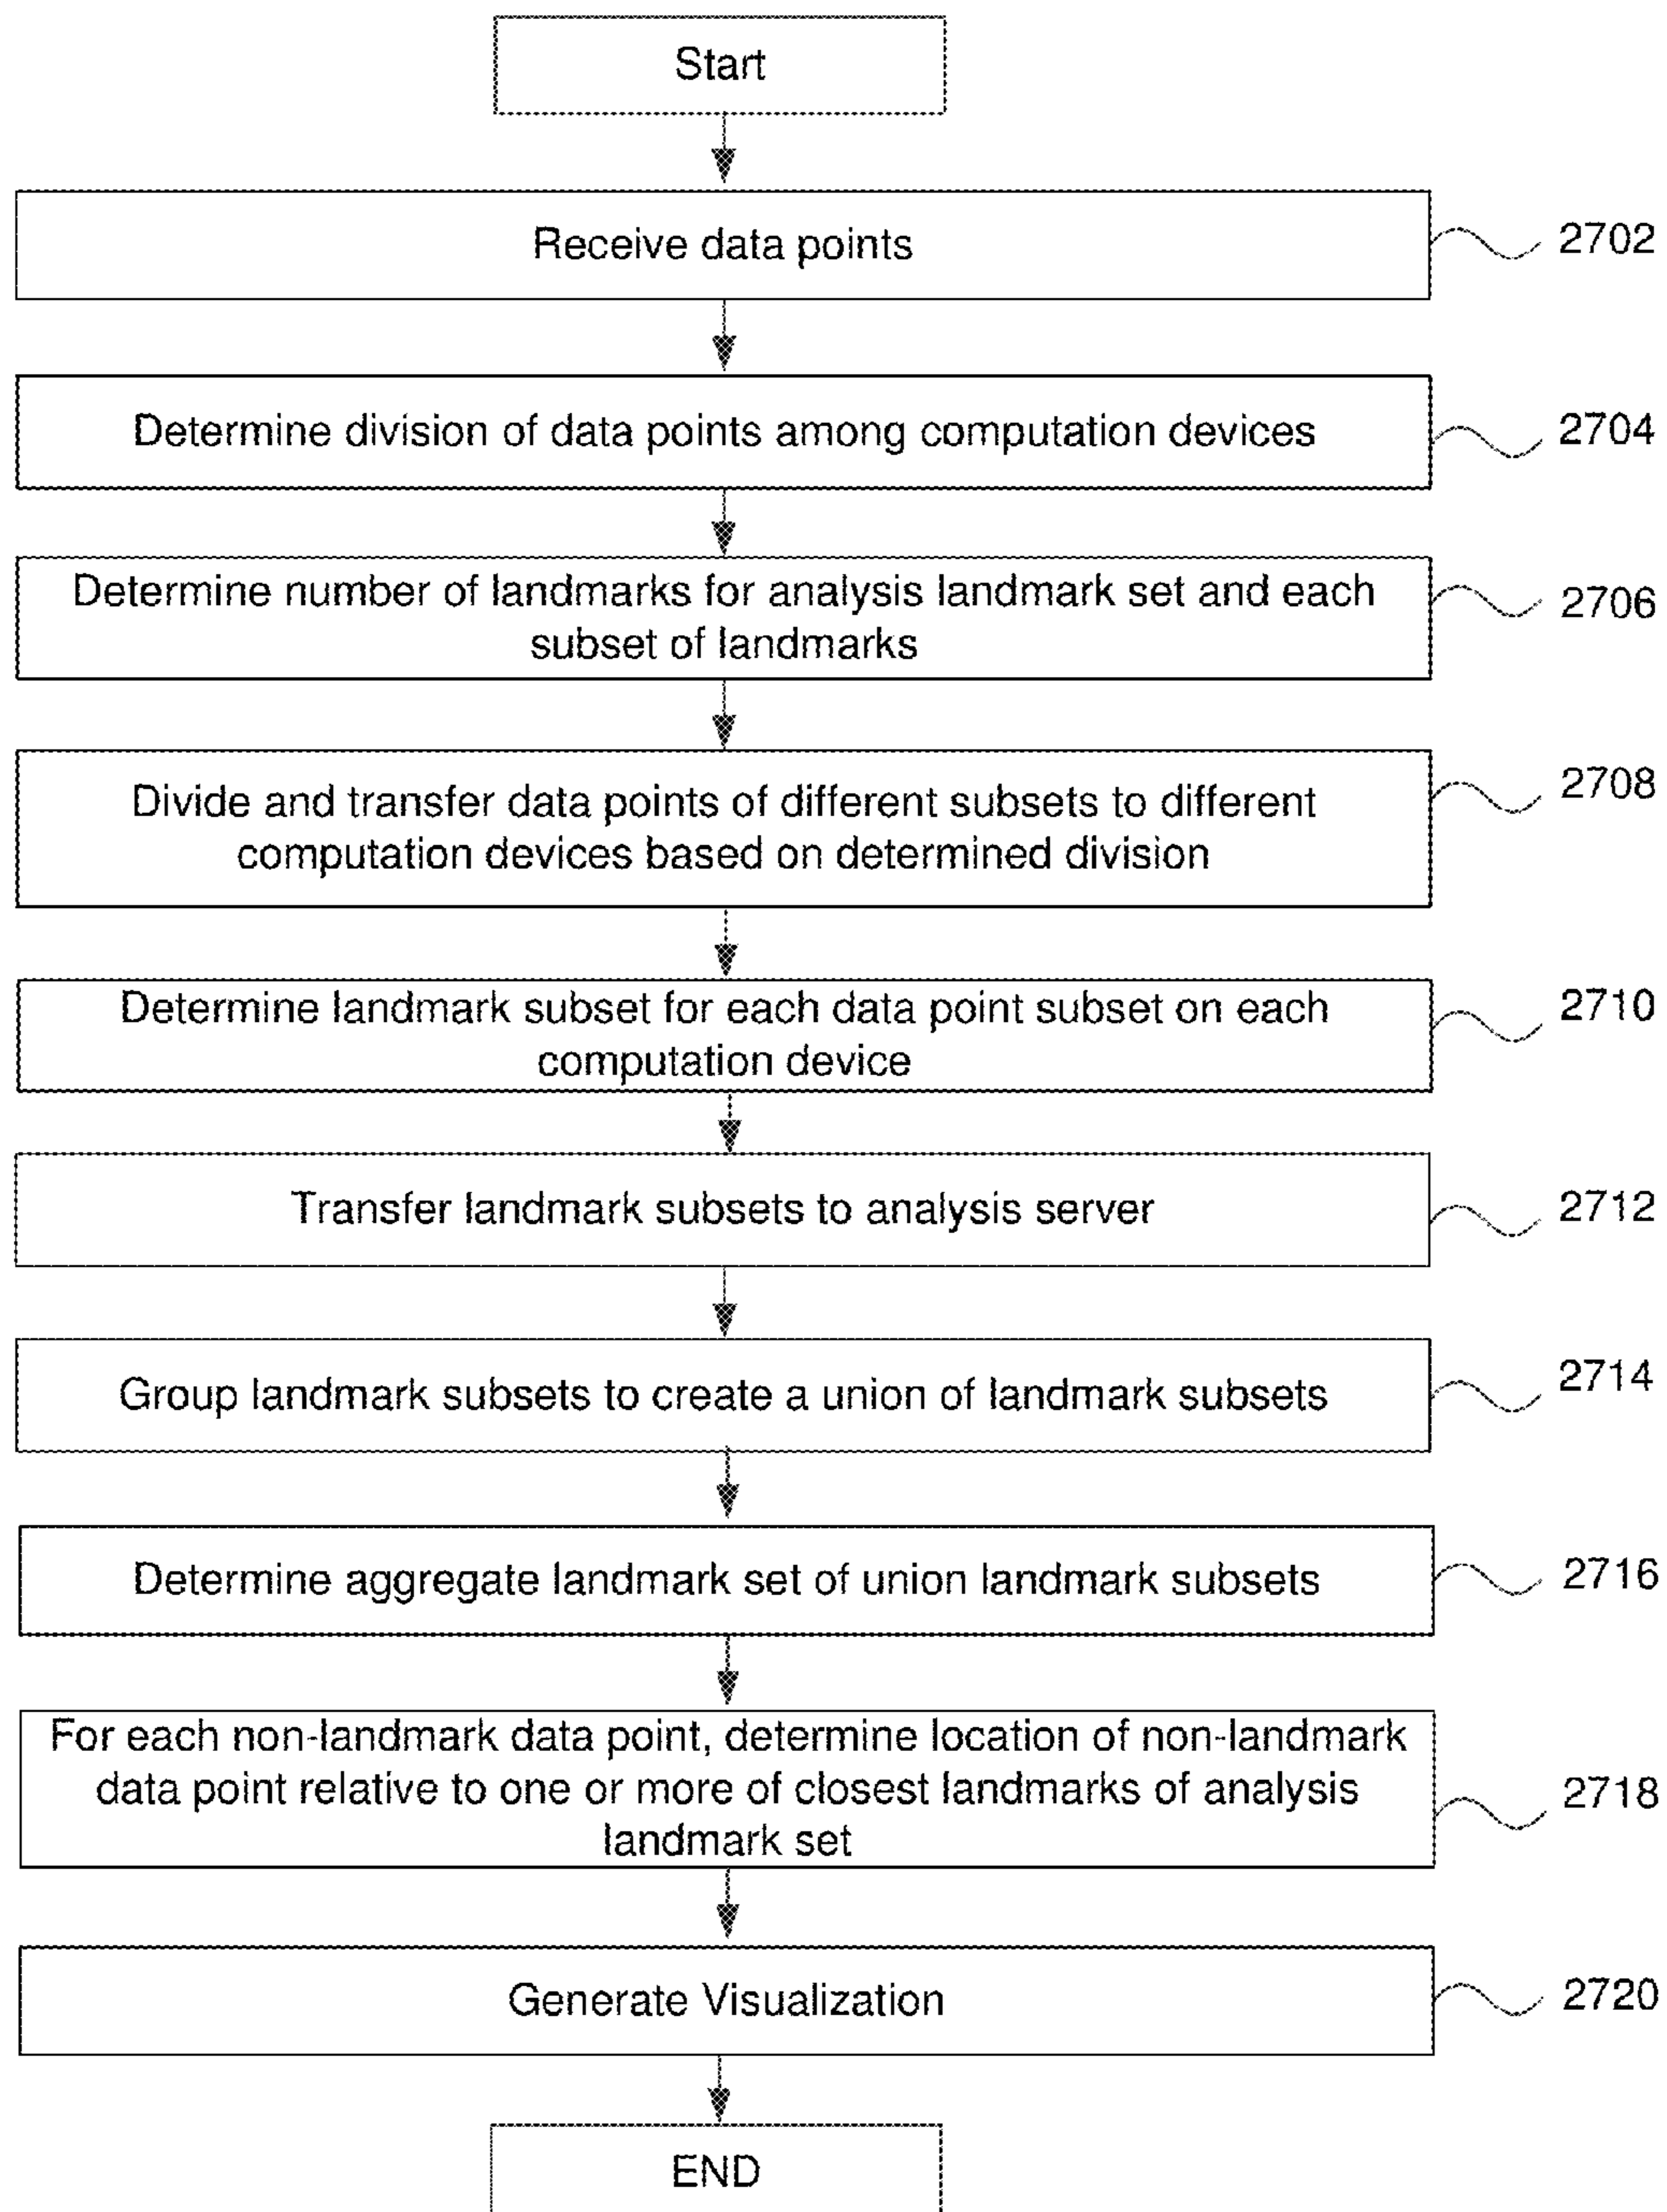 Start
Receive data points
2702
Determine division of data points among computation devices
2704
Determine number of landmarks for analysis landmark set and each
subset of landmarks
2706
Divide and transfer data points of different subsets to different
computation devices based on determined division
2708
Determine landmark subset for each data point subset on each
computation device
2710
Transfer landmark subsets to analysis server
2712
Group landmark subsets to create a union of landmark subsets
2714
Determine aggregate landmark set of union landmark subsets
2716
For each non-landmark data point, determine location of non-landmark
data point relative to one or more of closest landmarks of analysis
landmark set
2718
Generate Visualization
2720
END